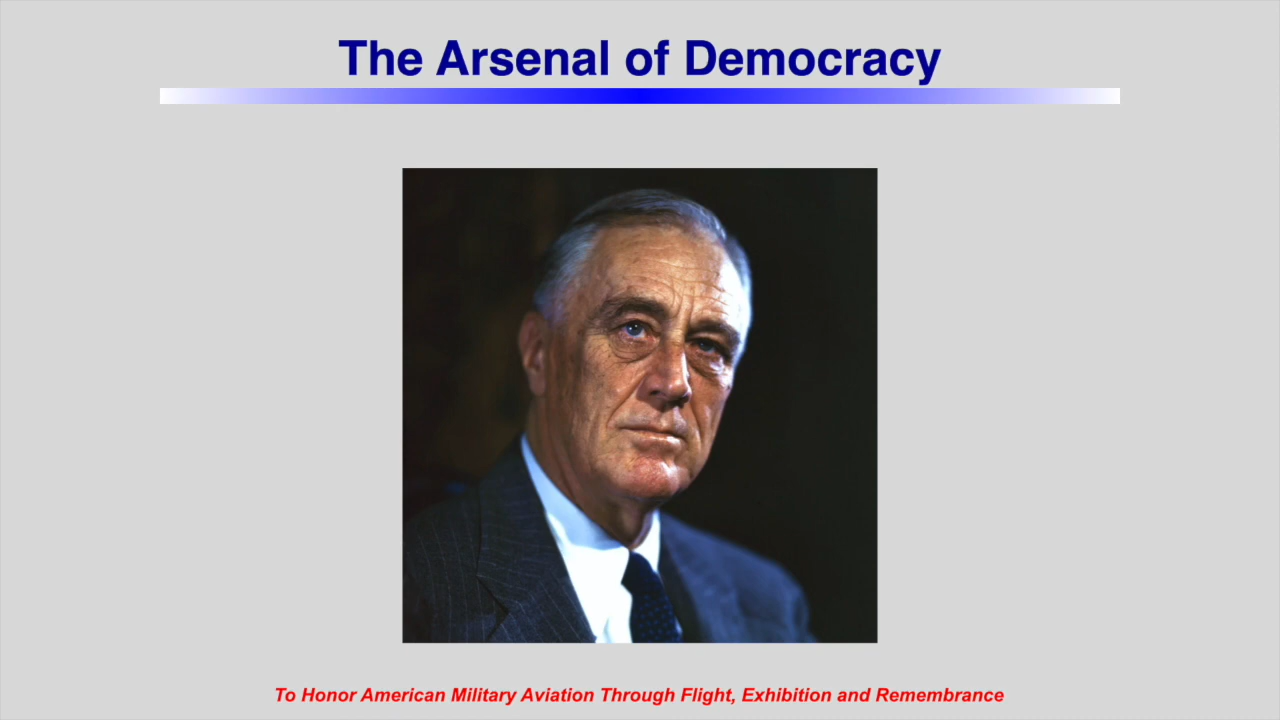 The Arsenal of Democracy
To Honor American Military Aviation Through Flight, Exhibition and Remembrance